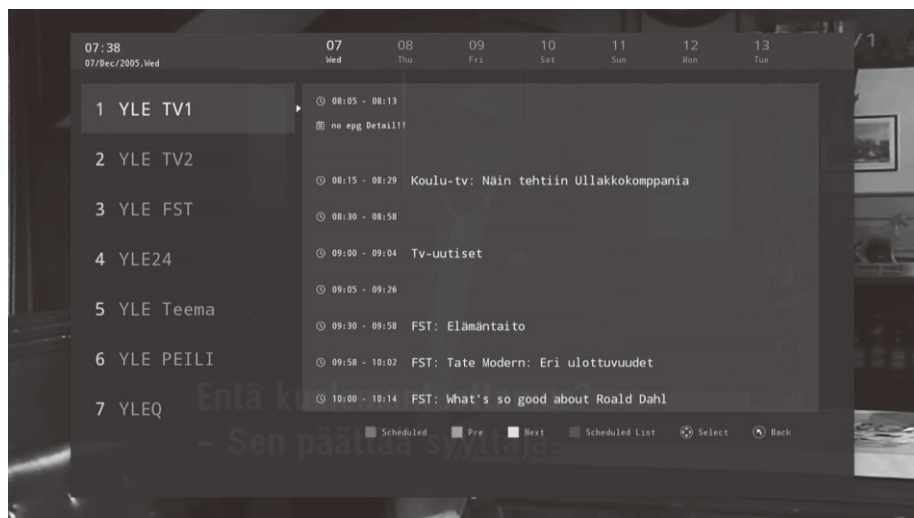 07:38
07/Dec/2005,Wed
07 08 09 10 11 12 13
Wed Thu Fri Sat Sun Mon Tue
/1
1 YLE TV1
2 YLE TV2
3 YLE FST
4 YLE24
5 YLE Teema
6 YLE PEILI
7 YLEQ
08:05 - 08:13
no epg Detail!!
08:15 - 08:29 Koulu-tv: Näin tehtiin Ullakkokomppania
08:30 - 08:58
09:00 - 09:04 Tv-uutiset
09:05 - 09:26
09:30 - 09:58 FST: Elämäntaito
09:58 - 10:02 FST: Tate Modern: Eri ulottuvuudet
10:00 - 10:14 FST: What's so good about Roald Dahl
Scheduled Pre Next Scheduled List Select Back
Entä
- Sen päättää syyttäjä.